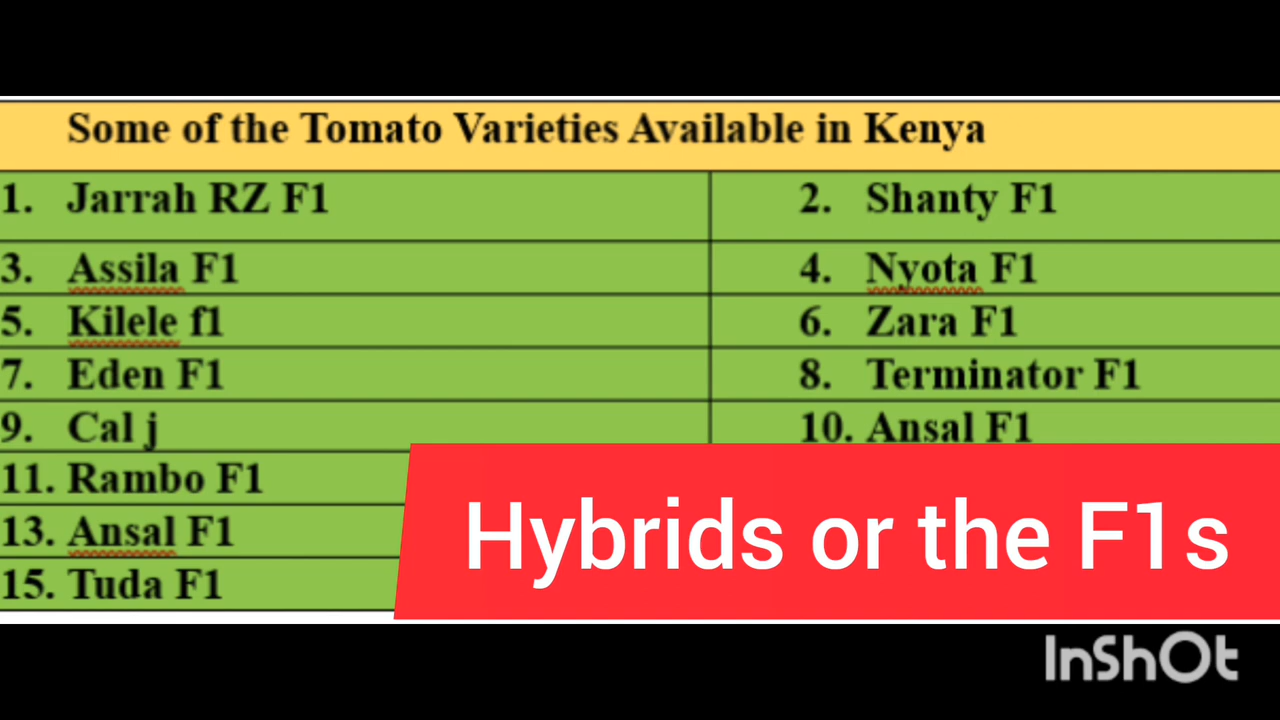 Some of the Tomato Varieties Available in Kenya
1. Jarrah RZ F1
2. Shanty F1
3. Assila F1
4. Nyota F1
5. Kilele f1
6. Zara F1
7. Eden F1
8. Terminator F1
9. Cal j
10. Ansal F1
11. Rambo F1
13. Ansal F1
15. Tuda F1
Hybrids or the F1s
InShOt